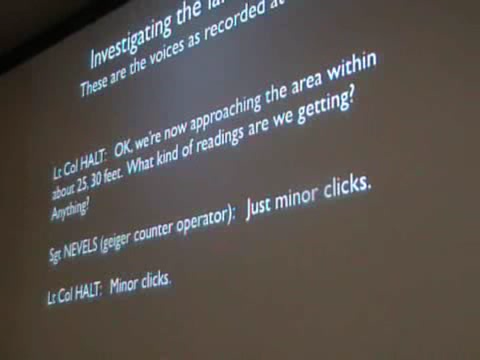 Investigating the
These are the voices as recorded at
Lt Col HALT: OK, we're now approaching the area within
about 25, 30 feet. What kind of readings are we getting?
Anything?
Sgt NEVELS (geiger counter operator): Just minor clicks.
Lt Col HALT: Minor clicks.